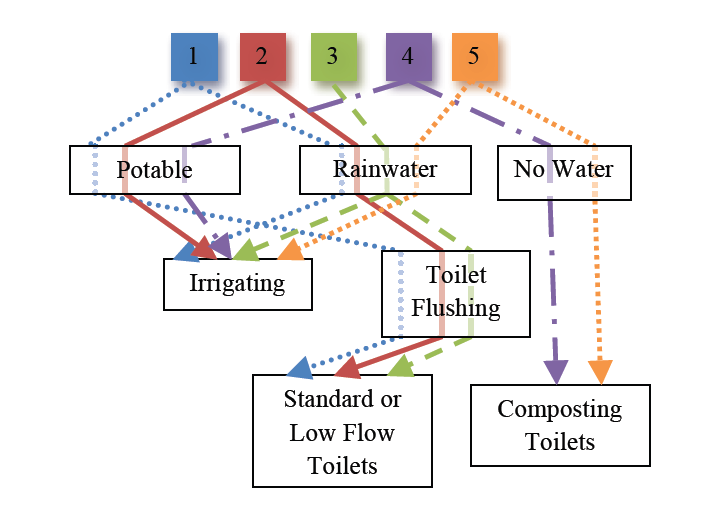 1 2 3 4 5
Potable
Rainwater
No Water
Irrigating
Toilet
Flushing
Standard or
Low Flow
Toilets
Composting
Toilets